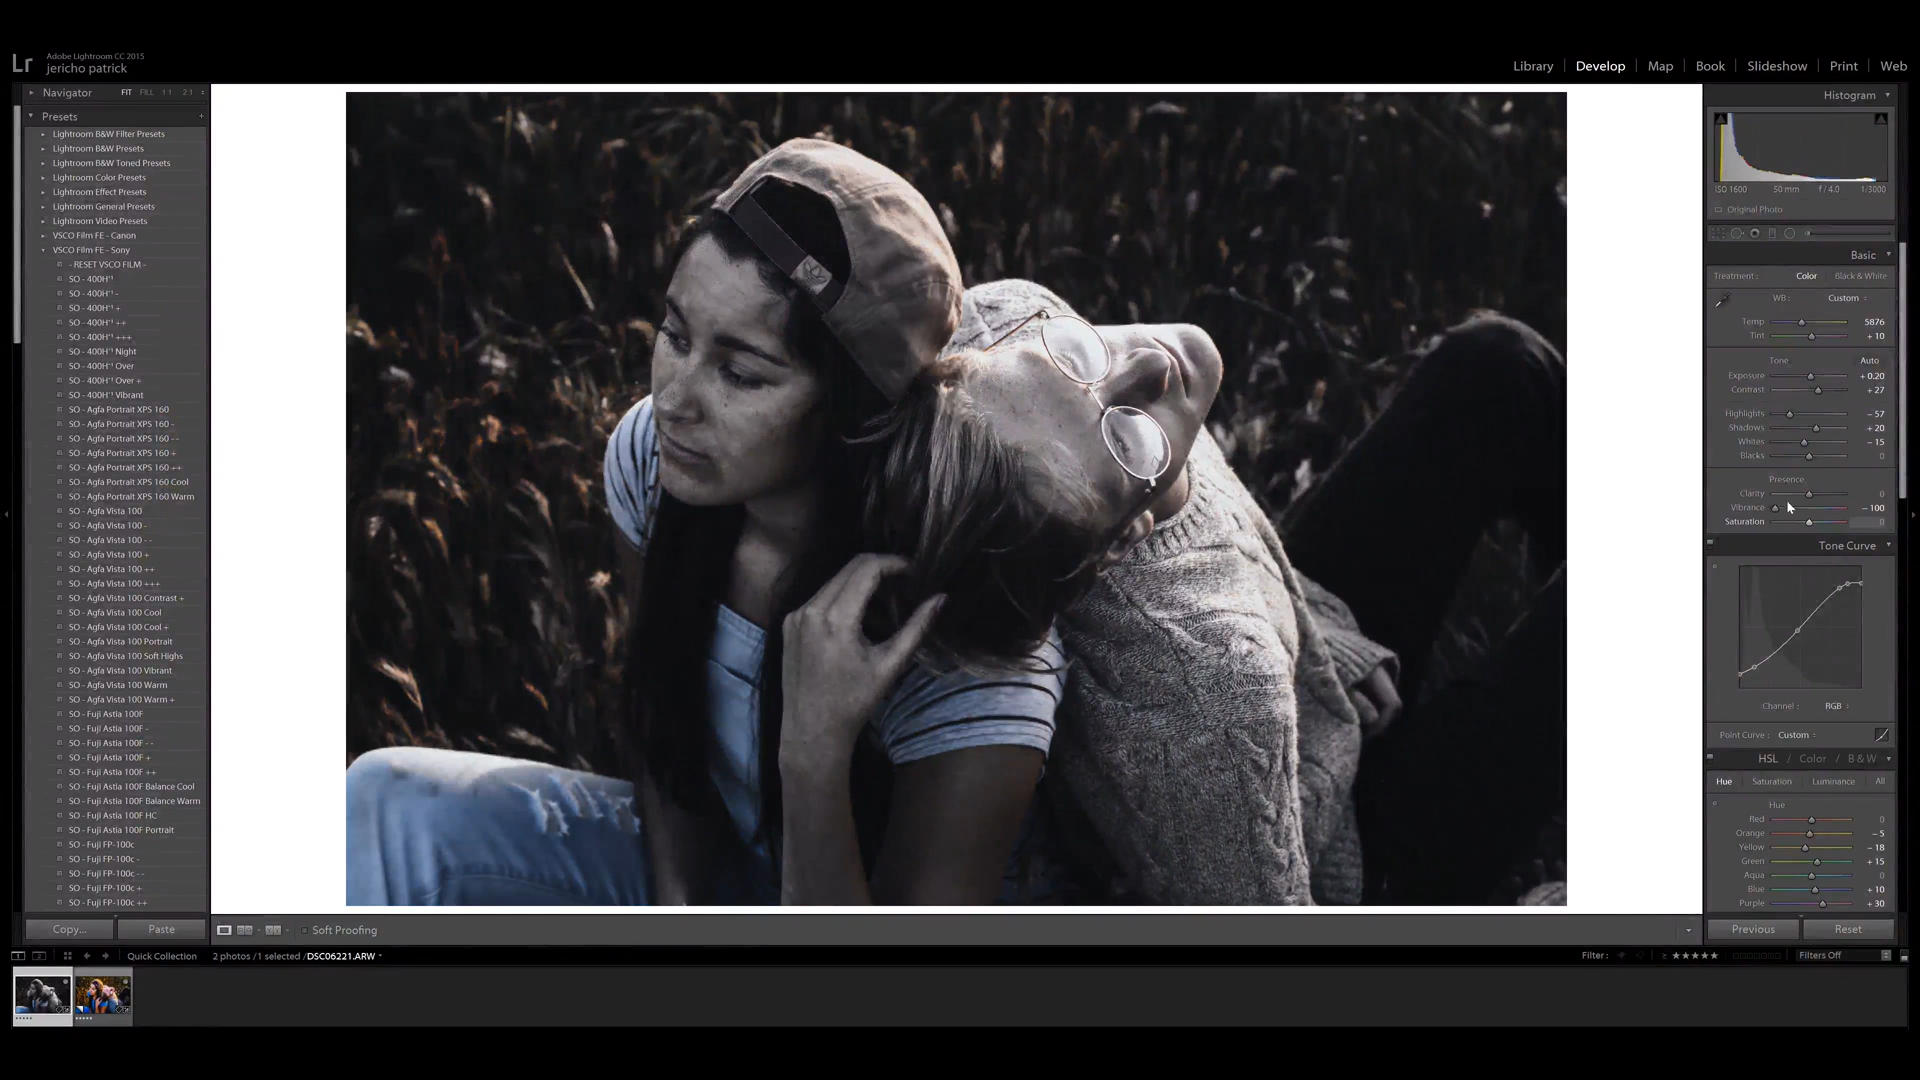 Lr
Adobe Lightroom CC 2015
jericho patrick
Library
Develop
Map
Book
Slideshow
Print
Web
Navigator
FIT
FILL
1:1
2:1
Presets
Lightroom B&W Filter Presets
Lightroom B&W Presets
Lightroom B&W Toned Presets
Lightroom Color Presets
Lightroom Effect Presets
Lightroom General Presets
Lightroom Video Presets
VSCO Film FE - Canon
VSCO Film FE - Sony
- RESET VSCO FILM -
SO - 400H
SO - 400H -
SO - 400H +
SO - 400H ++
SO - 400H +++
SO - 400H Night
SO - 400H Over
SO - 400H Over +
SO - 400H Vibrant
SO - Agfa Portrait XPS 160
SO - Agfa Portrait XPS 160 -
SO - Agfa Portrait XPS 160 - -
SO - Agfa Portrait XPS 160 +
SO - Agfa Portrait XPS 160 ++
SO - Agfa Portrait XPS 160 Cool
SO - Agfa Portrait XPS 160 Warm
SO - Agfa Vista 100
SO - Agfa Vista 100 -
SO - Agfa Vista 100 - -
SO - Agfa Vista 100 +
SO - Agfa Vista 100 ++
SO - Agfa Vista 100 +++
SO - Agfa Vista 100 Contrast +
SO - Agfa Vista 100 Cool
SO - Agfa Vista 100 Cool +
SO - Agfa Vista 100 Portrait
SO - Agfa Vista 100 Soft Highs
SO - Agfa Vista 100 Vibrant
SO - Agfa Vista 100 Warm
SO - Agfa Vista 100 Warm +
SO - Fuji Astia 100F
SO - Fuji Astia 100F -
SO - Fuji Astia 100F - -
SO - Fuji Astia 100F +
SO - Fuji Astia 100F ++
SO - Fuji Astia 100F Balance Cool
SO - Fuji Astia 100F Balance Warm
SO - Fuji Astia 100F HC
SO - Fuji Astia 100F Portrait
SO - Fuji FP-100c
SO - Fuji FP-100c -
SO - Fuji FP-100c - -
SO - Fuji FP-100c +
SO - Fuji FP-100c ++
Copy...
Paste
Soft Proofing
Histogram
ISO 1600 50 mm f / 4.0 1/3000
Original Photo
Basic
Treatment : Color Black & White
WB : Custom
Temp 5876
Tint + 10
Tone Auto
Exposure + 0.20
Contrast + 27
Highlights - 57
Shadows + 20
Whites - 15
Blacks 0
Presence
Clarity 0
Vibrance - 100
Saturation 0
Tone Curve
Channel : RGB
Point Curve : Custom
HSL / Color / B & W
Hue Saturation Luminance All
Hue
Red 0
Orange - 5
Yellow - 18
Green + 15
Aqua 0
Blue + 10
Purple + 30
Previous
Reset
1 2 Quick Collection 2 photos /1 selected /DSC06221.ARW
Filter : ≥ ★★★★★ Filters Off